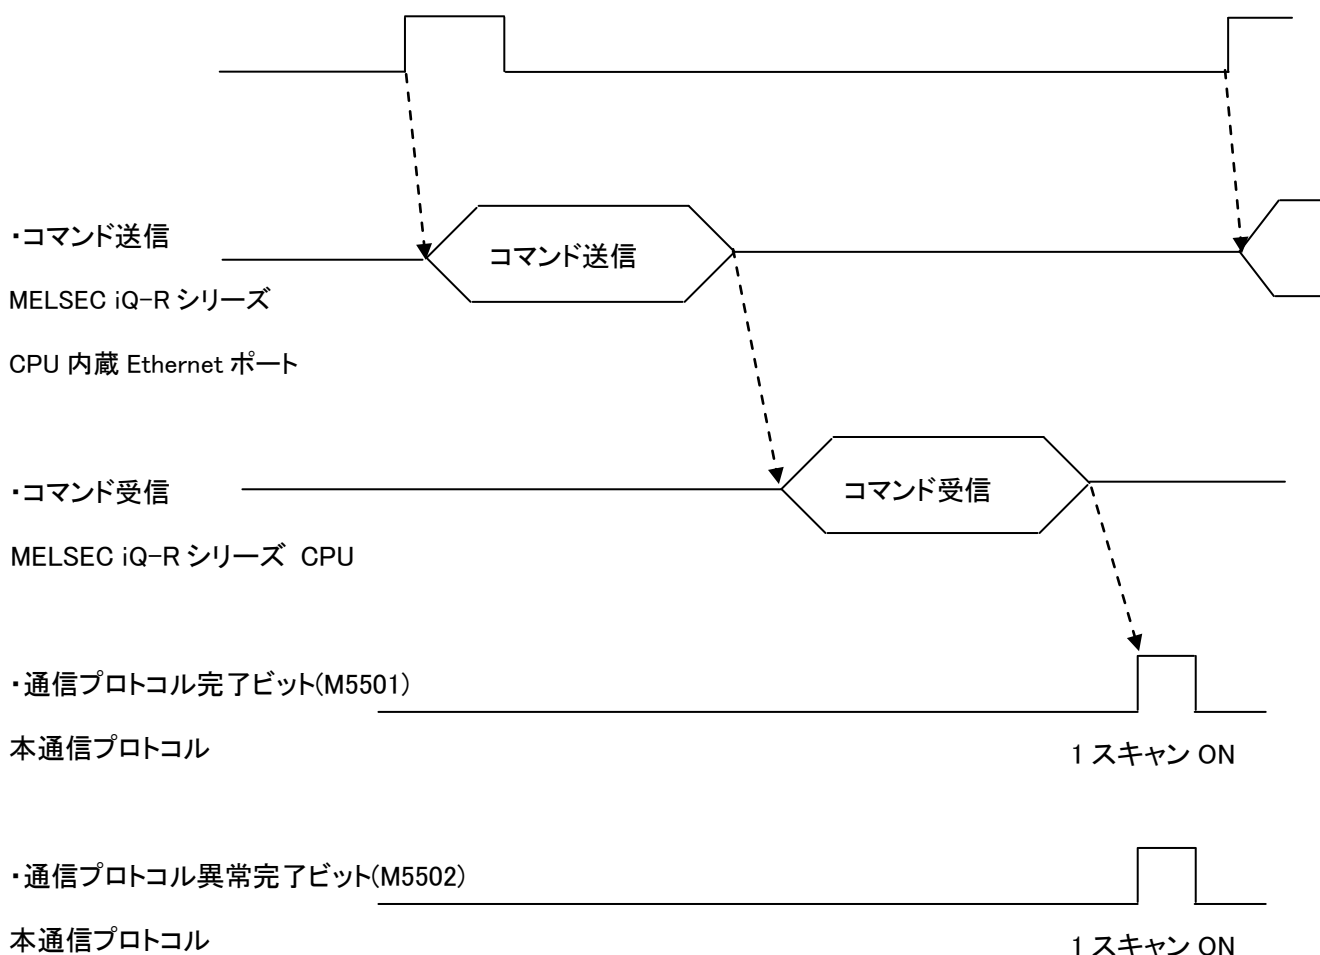 ・コマンド送信
コマンド送信
MELSEC iQ-R シリーズ
CPU 内蔵 Ethernet ポート
・コマンド受信
コマンド受信
MELSEC iQ-R シリーズ CPU
・通信プロトコル完了ビット(M5501)
本通信プロトコル
1 スキャン ON
・通信プロトコル異常完了ビット(M5502)
本通信プロトコル
1 スキャン ON